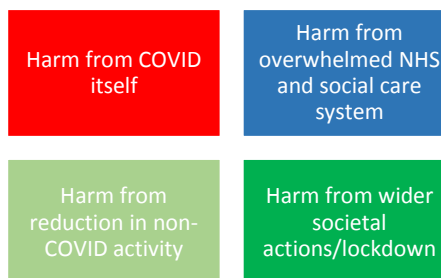 Harm from COVID
itself
Harm from
overwhelmed NHS
and social care
system
Harm from
reduction in non-
COVID activity
Harm from wider
societal
actions/lockdown